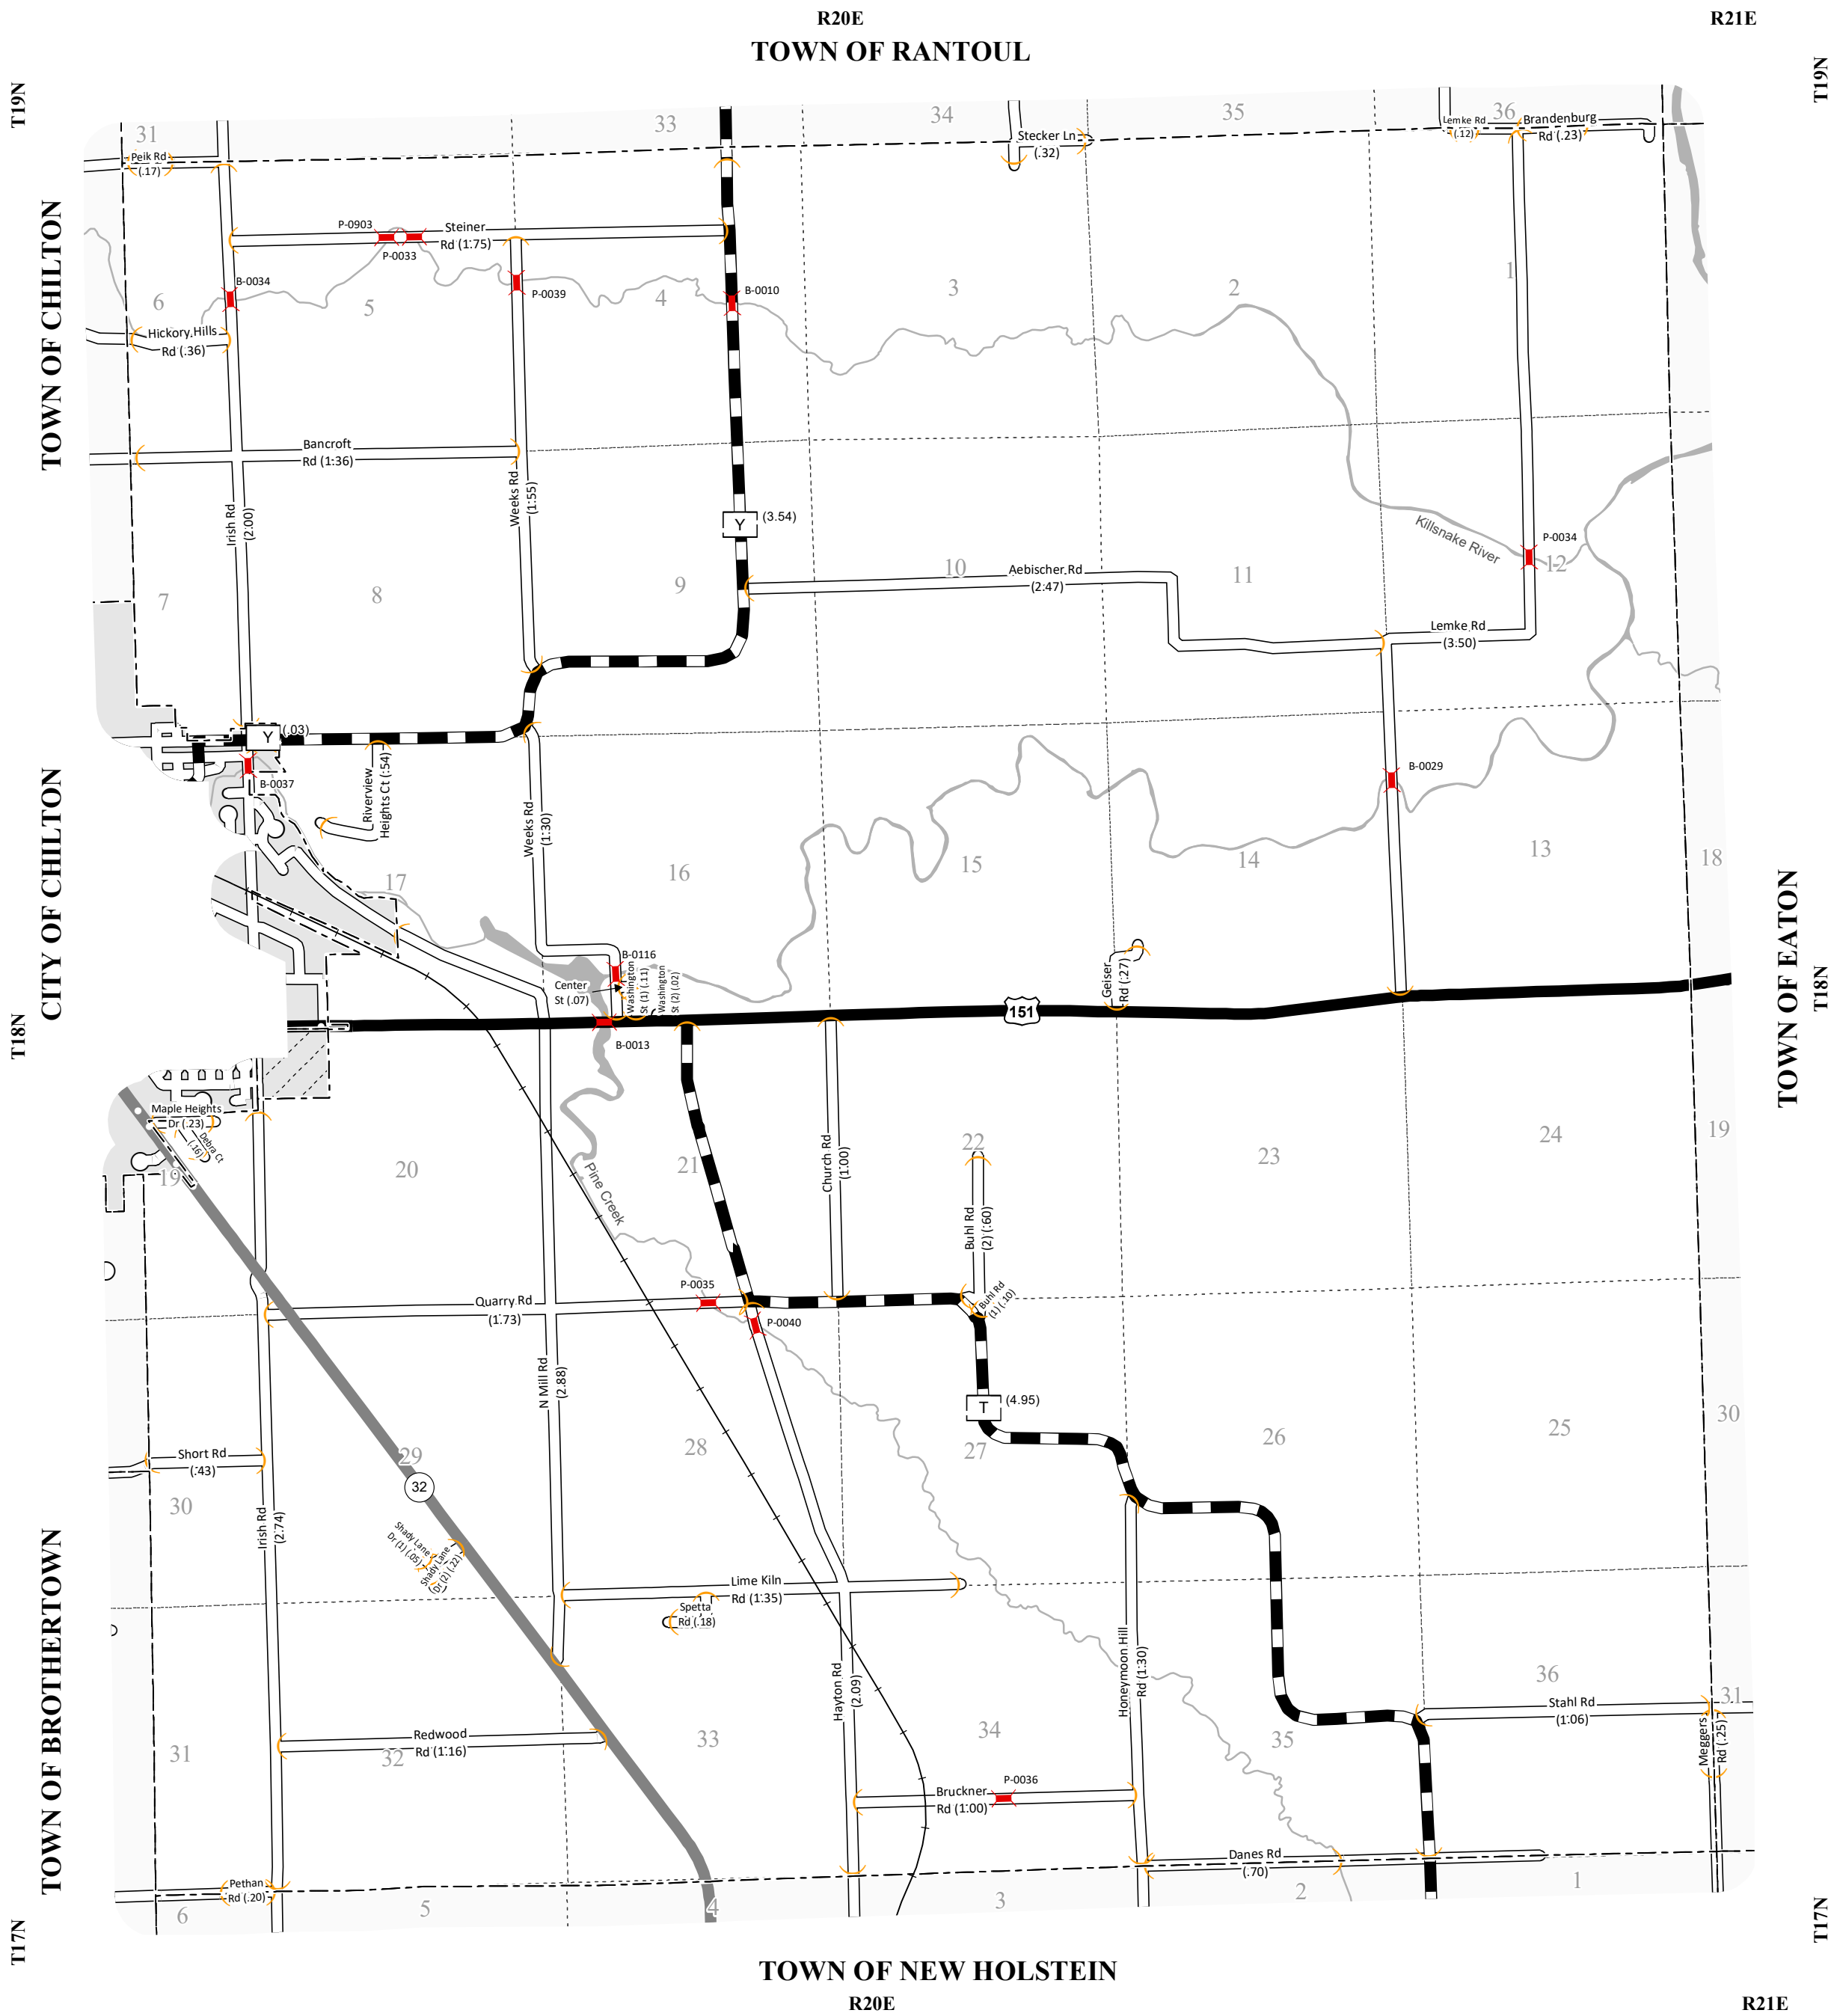 R20E
R21E
TOWN OF RANTOUL
T19N
T19N
31
33
34
35
36
Lemke Rd
(.12)
Brandenburg
Rd (.23)
Stecker Ln
(.32)
Peik Rd
(.17)
TOWN OF CHILTON
P-0903
Steiner
Rd (1.75)
P-0033
B-0034
P-0039
B-0010
6
5
4
3
2
1
Hickory Hills
Rd (.36)
Bancroft
Rd (1.36)
Irish Rd
(2.00)
Weeks Rd
(1.55)
Y
(3.54)
Killsnake River
P-0034
12
7
8
9
10
Aebischer Rd
(2.47)
11
Lemke Rd
(3.50)
Y
(.03)
B-0037
Riverview
Heights Ct (.54)
Weeks Rd
(1.30)
B-0029
CITY OF CHILTON
17
16
15
14
13
18
TOWN OF EATON
B-0116
Center
St (.07)
Washington
St (1) (.11)
Washington
St (2) (.02)
Geiser
Rd (.27)
151
B-0013
T18N
T18N
Maple Heights
Dr (.23)
Debra Ct
(.16)
19
20
21
22
23
24
19
Pine Creek
Church Rd
(1.00)
Buhl Rd
(2) (.60)
Buhl Rd
(1) (.10)
P-0035
Quarry Rd
(1.73)
P-0040
N Mill Rd
(2.88)
T
(4.95)
Short Rd
(.43)
30
29
28
27
26
25
30
32
Irish Rd
(2.74)
Shady Lane
Dr (1) (.05)
Shady Lane
Dr (2) (.22)
Lime Kiln
Rd (1.35)
Spetta
Rd (.18)
TOWN OF BROTHERTOWN
Hayton Rd
(2.09)
Honeymoon Hill
Rd (1.30)
36
Stahl Rd
(1.06)
31
Meggers
Rd (.25)
Redwood
Rd (1.16)
31
32
33
34
35
Bruckner
Rd (1.00)
P-0036
Danes Rd
(.70)
Pethan
Rd (.20)
6
5
4
3
2
1
T17N
T17N
TOWN OF NEW HOLSTEIN
R20E
R21E